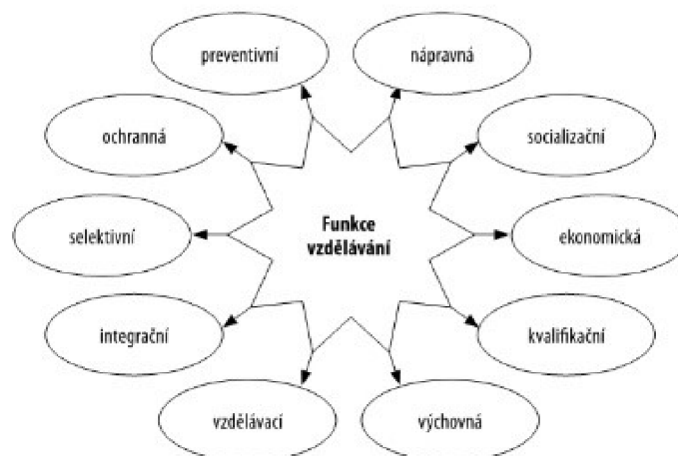 preventivní
nápravná
ochranná
socializační
selektivní
Funkce
vzdělávání
ekonomická
integrační
kvalifikační
vzdělávací
výchovná